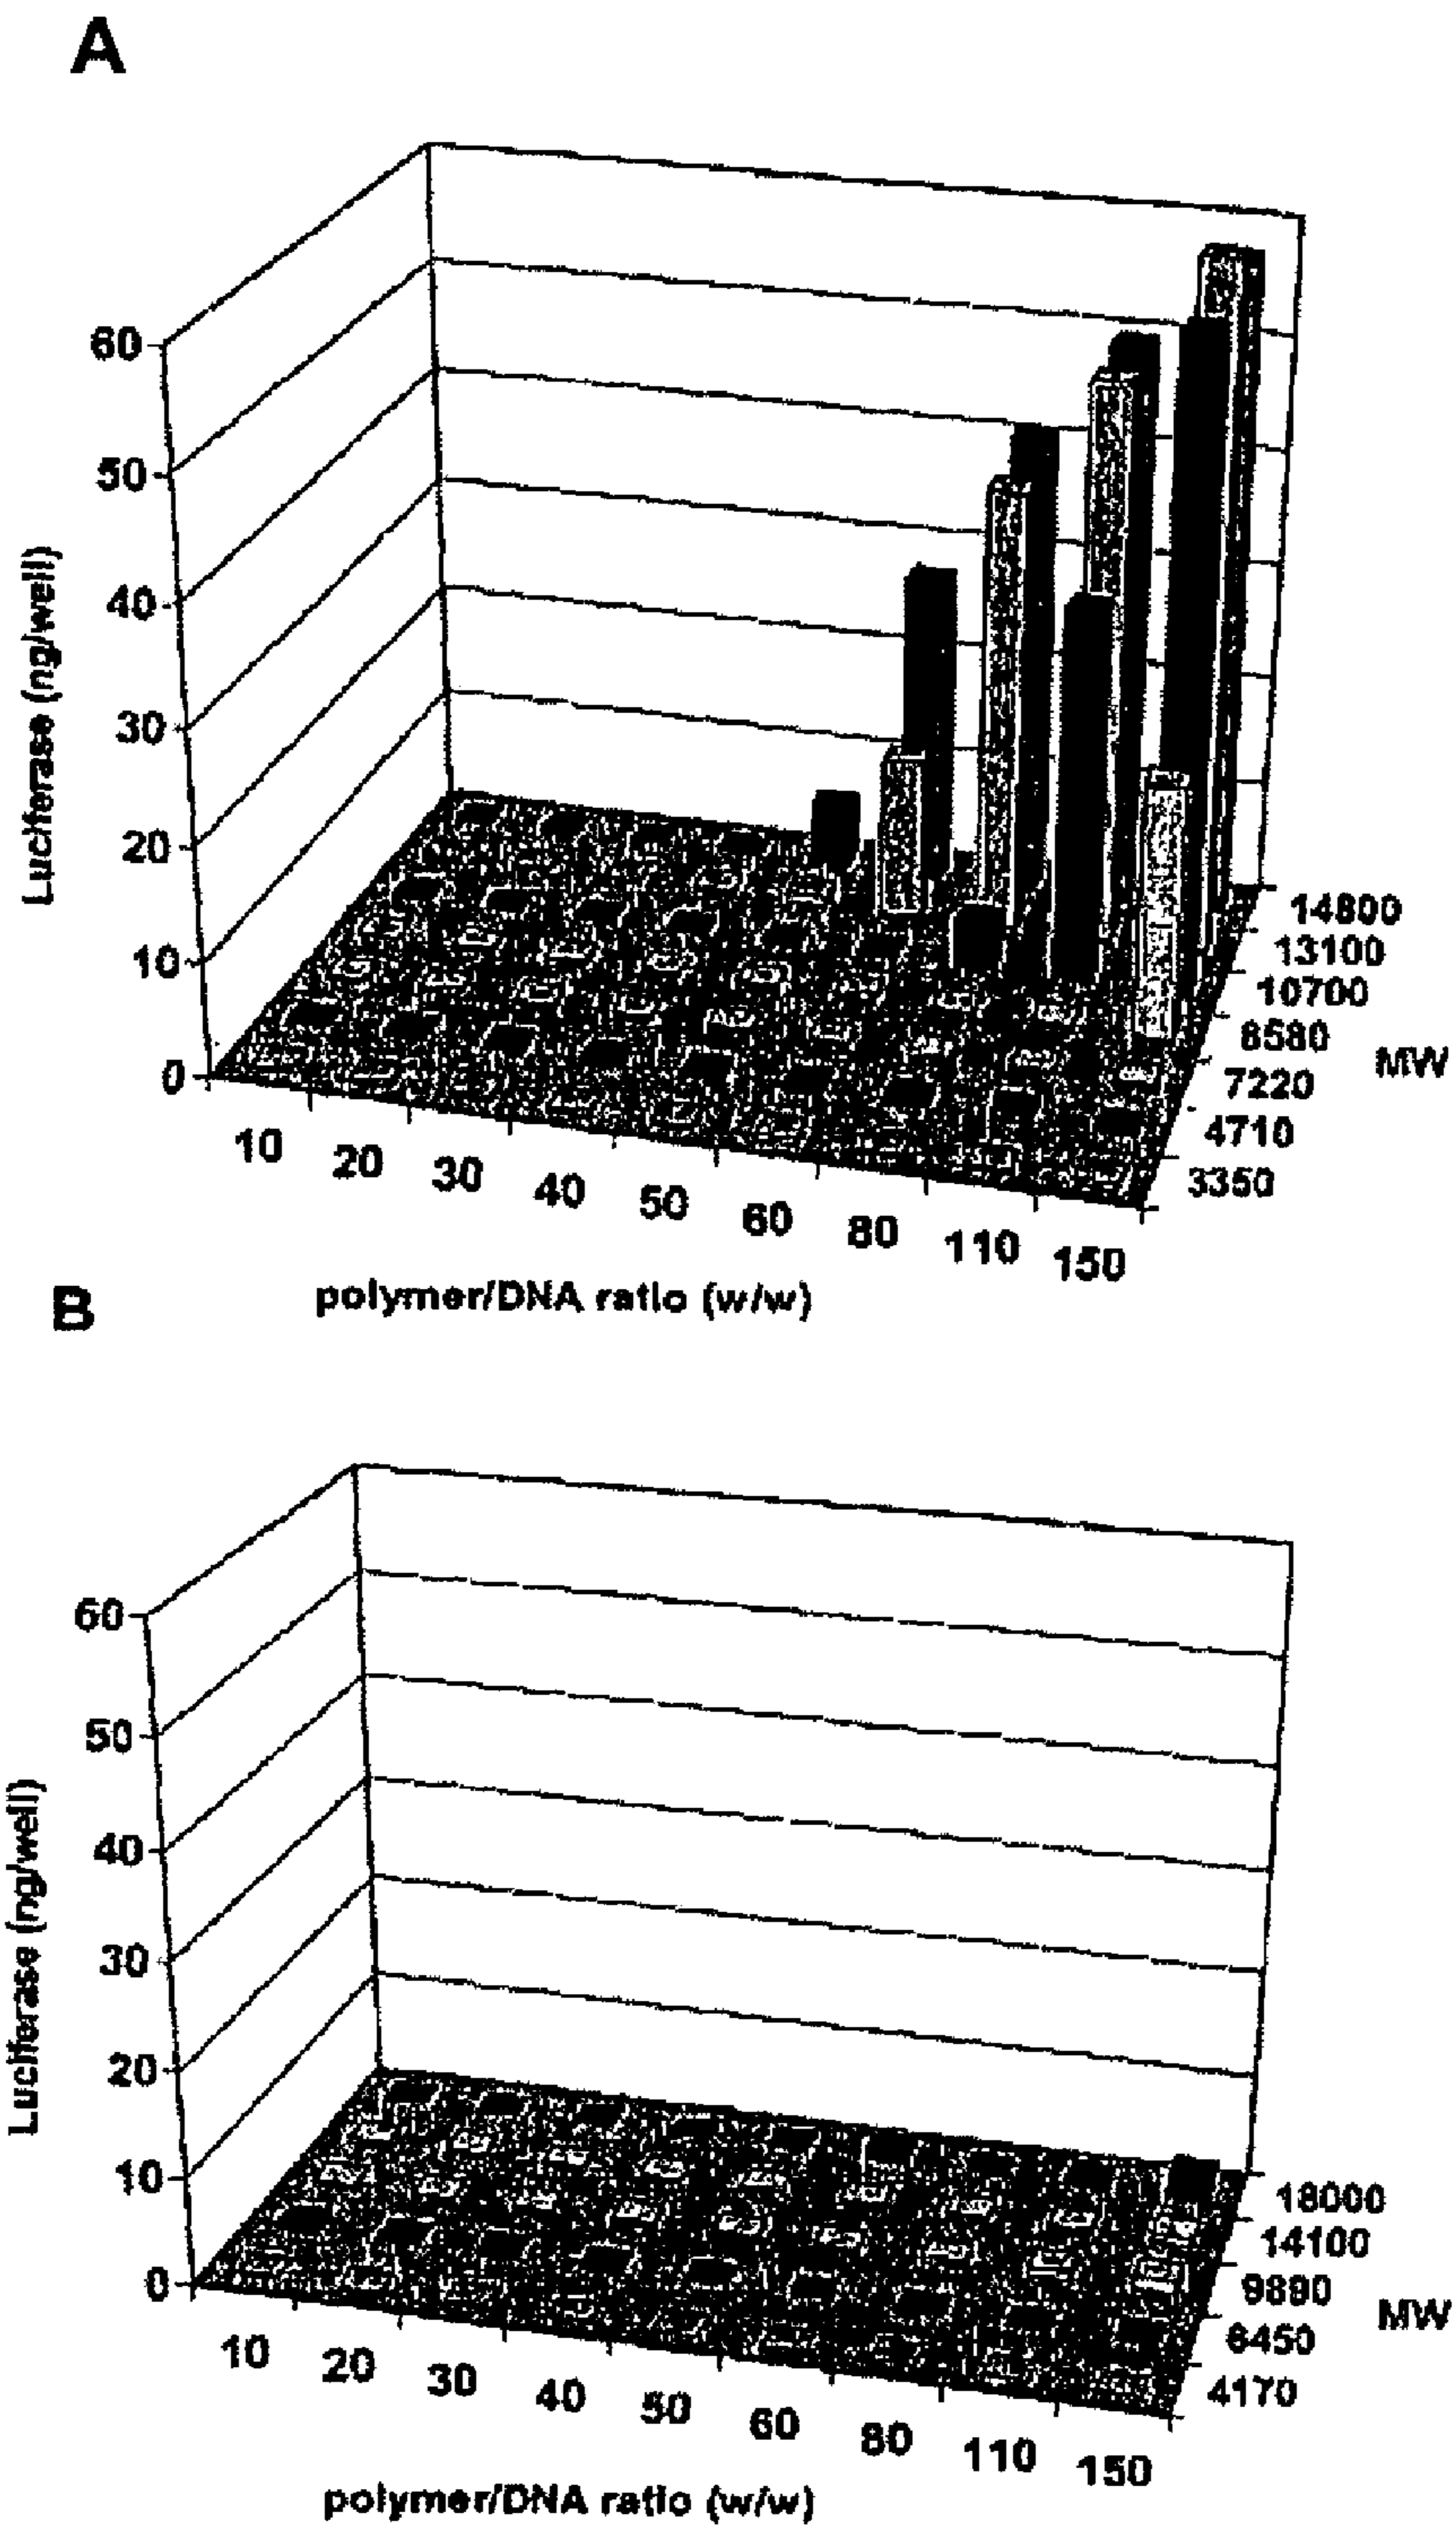 A
60
50
40
30
20
10
0
Luciferase (ng/well)
10 20 30 40 50 60 80 110 150
polymer/DNA ratio (w/w)
14800
13100
10700
8580
7220
4710
3350
MW
B
60
50
40
30
20
10
0
Luciferase (ng/well)
10 20 30 40 50 60 80 110 150
polymer/DNA ratio (w/w)
18000
14100
9890
6450
4170
MW